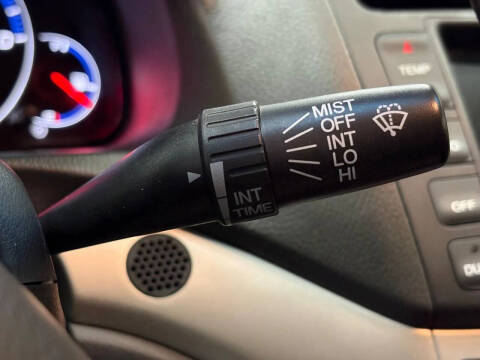 MIST
OFF
INT
LO
HI
INT
TIME
TEMP
OFF